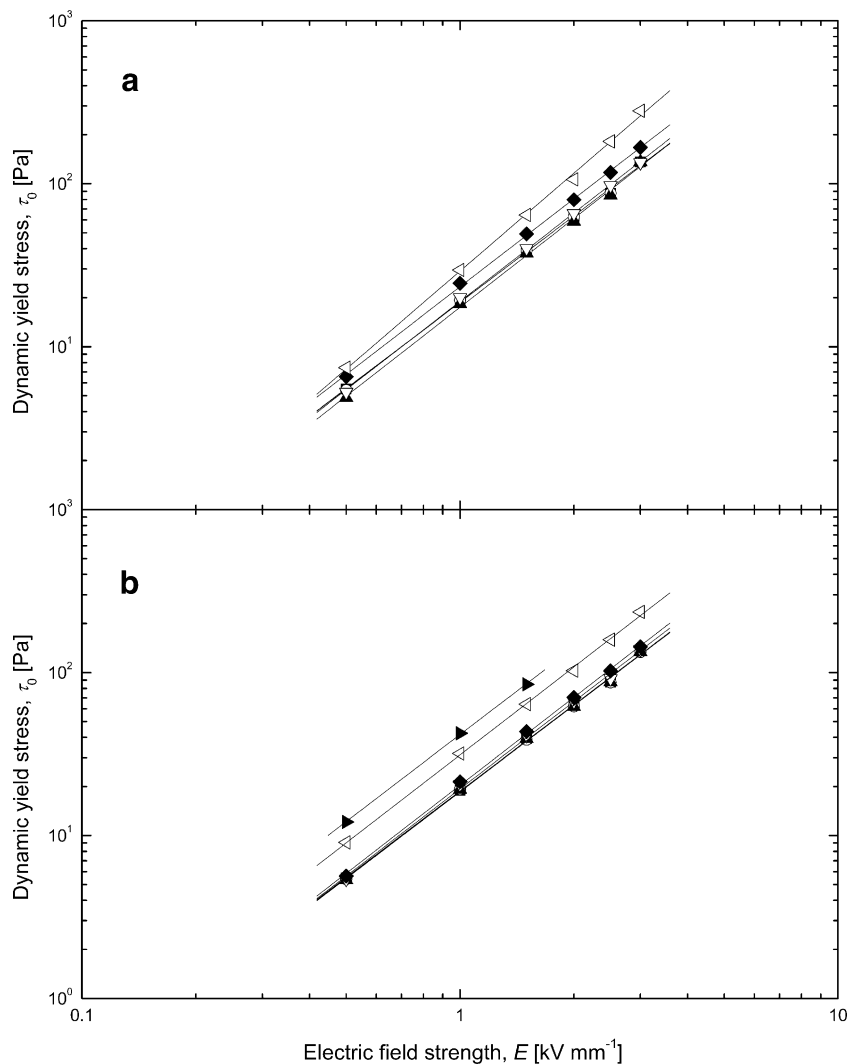 10³
a
10²
Dynamic yield stress, τ₀ [Pa]
10¹
10³
b
10²
Dynamic yield stress, τ₀ [Pa]
10¹
10⁰
0.1 1 10
Electric field strength, E [kV mm⁻¹]